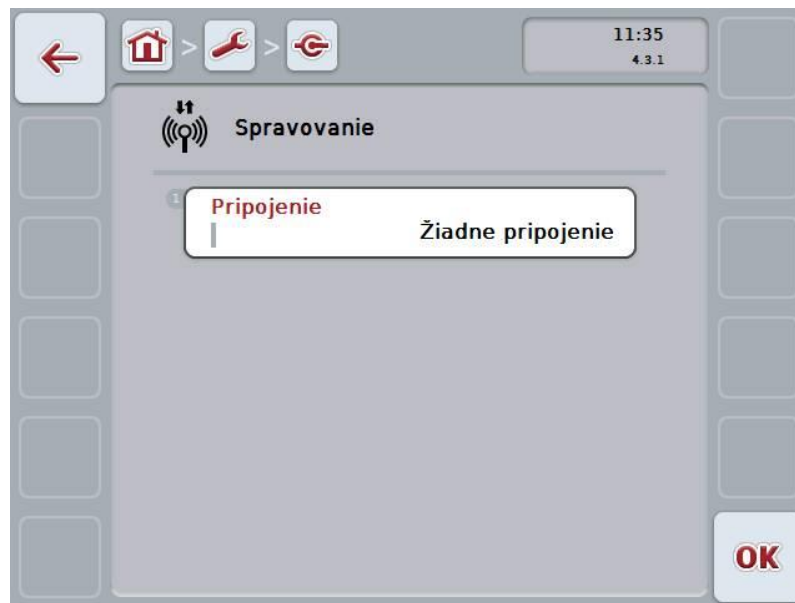 > >
11:35
4.3.1
Spravovanie
1
Pripojenie
Žiadne pripojenie
OK